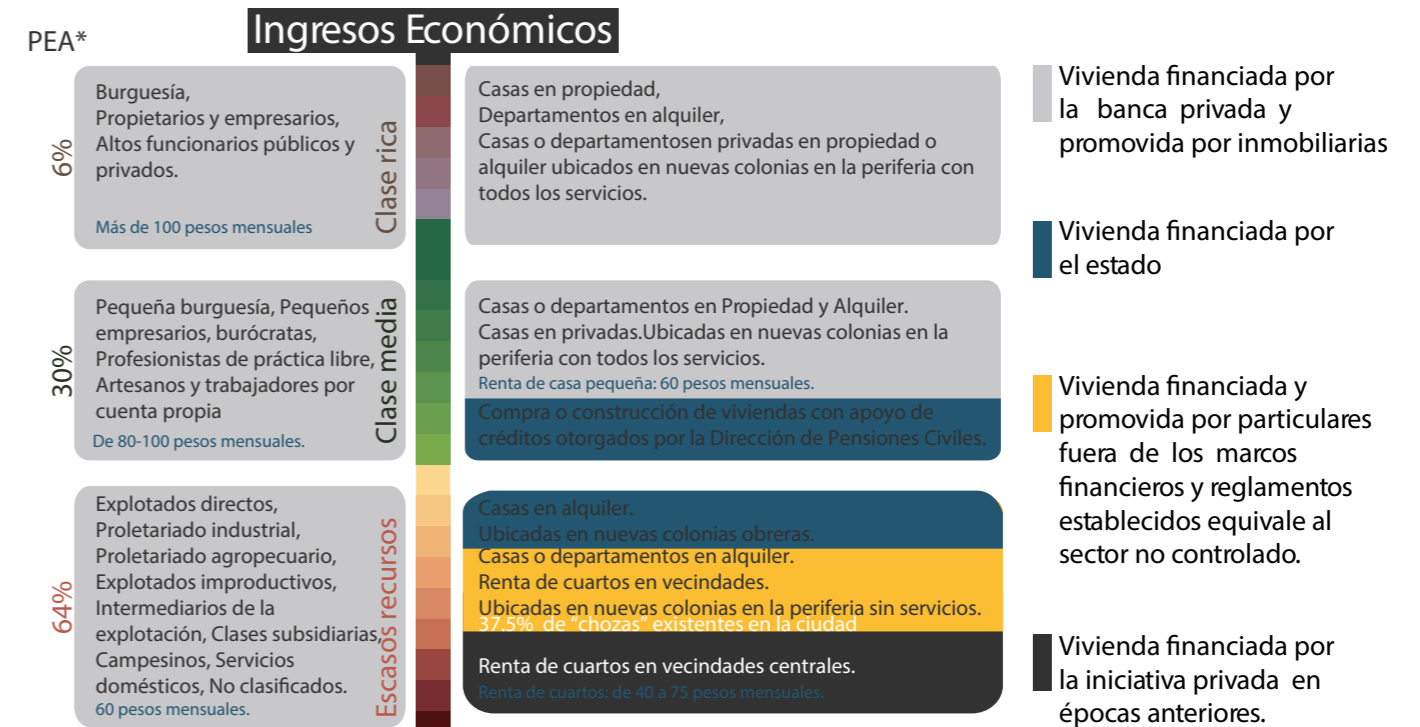 Ingresos Económicos
PEA*
6%
Burguesía,
Propietarios y empresarios,
Altos funcionarios públicos y
privados.
Más de 100 pesos mensuales
Clase rica
Casas en propiedad,
Departamentos en alquiler,
Casas o departamentosen privadas en propiedad o
alquiler ubicados en nuevas colonias en la periferia con
todos los servicios.
30%
Pequeña burguesía, Pequeños
empresarios, burócratas,
Profesionistas de práctica libre,
Artesanos y trabajadores por
cuenta propia
De 80-100 pesos mensuales.
Clase media
Casas o departamentos en Propiedad y Alquiler.
Casas en privadas.Ubicadas en nuevas colonias en la
periferia con todos los servicios.
Renta de casa pequeña: 60 pesos mensuales.
Compra o construcción de viviendas con apoyo de
créditos otorgados por la Dirección de Pensiones Civiles.
64%
Explotados directos,
Proletariado industrial,
Proletariado agropecuario,
Explotados improductivos,
Intermediarios de la
explotación, Clases subsidiarias,
Campesinos, Servicios
domésticos, No clasificados.
60 pesos mensuales.
Escasos recursos
Casas en alquiler.
Ubicadas en nuevas colonias obreras.
Casas o departamentos en alquiler.
Renta de cuartos en vecindades.
Ubicadas en nuevas colonias en la periferia sin servicios.
37.5% de “chozas” existentes en la ciudad
Renta de cuartos en vecindades centrales.
Renta de cuartos: de 40 a 75 pesos mensuales.
Vivienda financiada por
la banca privada y
promovida por inmobiliarias
Vivienda financiada por
el estado
Vivienda financiada y
promovida por particulares
fuera de los marcos
financieros y reglamentos
establecidos equivale al
sector no controlado.
Vivienda financiada por
la iniciativa privada en
épocas anteriores.